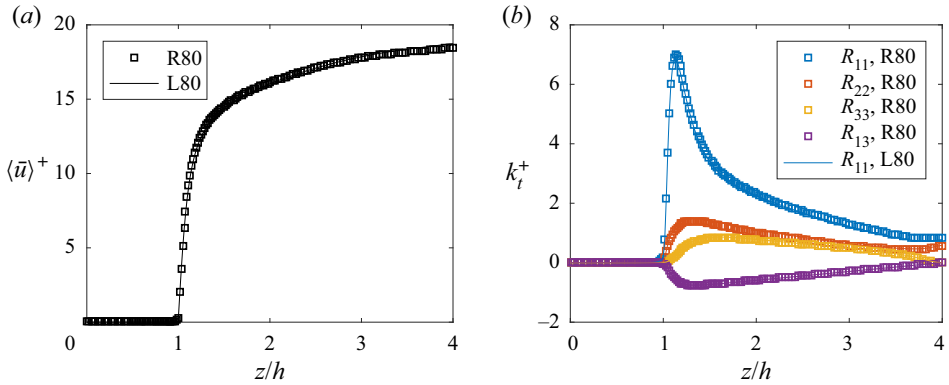 (a)
20
15
10
5
0
1
2
3
4
⟨ū⟩⁺
z/h
R80
L80
(b)
8
6
4
2
0
−2
0
1
2
3
4
k_t⁺
z/h
R₁₁, R80
R₂₂, R80
R₃₃, R80
R₁₃, R80
R₁₁, L80